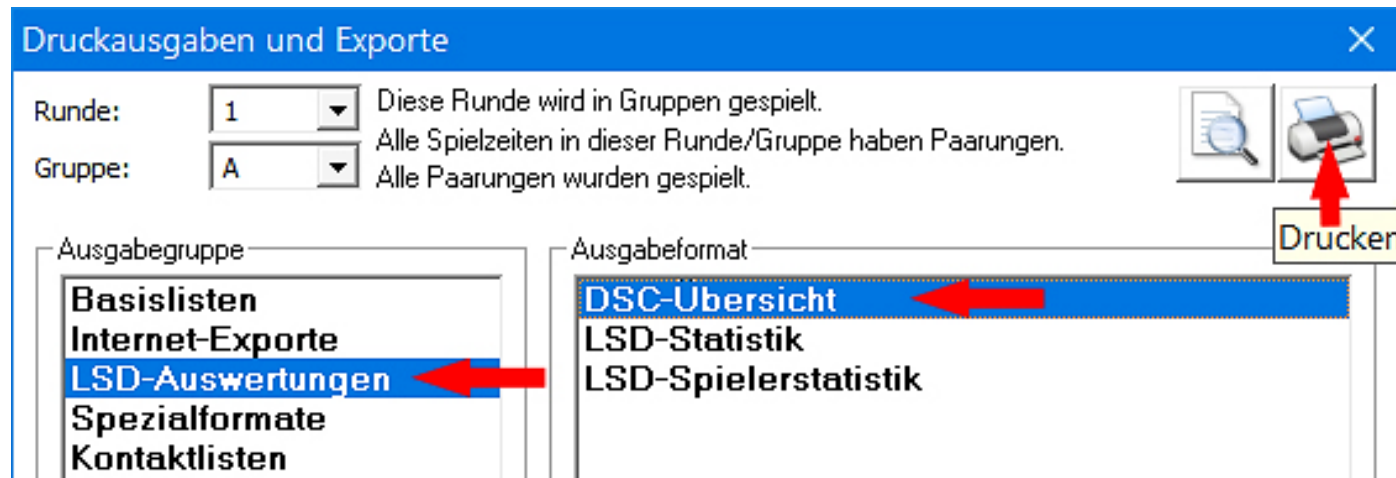 Druckausgaben und Exporte
Runde: 1 Diese Runde wird in Gruppen gespielt.
Alle Spielzeiten in dieser Runde/Gruppe haben Paarungen.
Gruppe: A Alle Paarungen wurden gespielt.
Drucken
Ausgabegruppe
Basislisten
Internet-Exporte
LSD-Auswertungen
Spezialformate
Kontaktlisten
Ausgabeformat
DSC-Übersicht
LSD-Statistik
LSD-Spielerstatistik